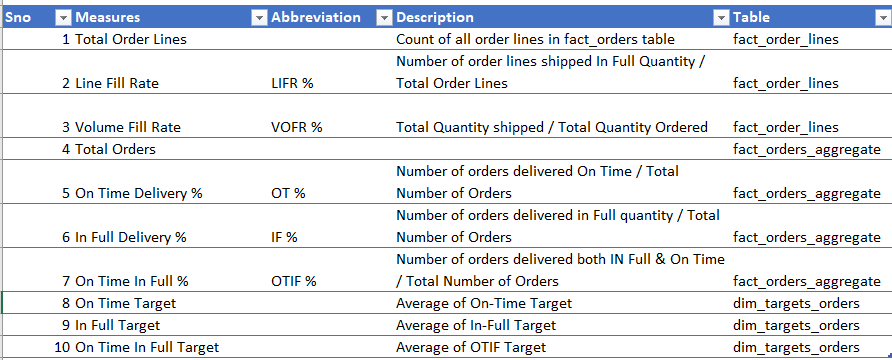 Sno Measures Abbreviation Description Table
1 Total Order Lines Count of all order lines in fact_orders table fact_order_lines
Number of order lines shipped In Full Quantity /
2 Line Fill Rate LIFR % Total Order Lines fact_order_lines
3 Volume Fill Rate VOFR % Total Quantity shipped / Total Quantity Ordered fact_order_lines
4 Total Orders fact_orders_aggregate
Number of orders delivered On Time / Total
5 On Time Delivery % OT % Number of Orders fact_orders_aggregate
Number of orders delivered in Full quantity / Total
6 In Full Delivery % IF % Number of Orders fact_orders_aggregate
Number of orders delivered both IN Full & On Time
7 On Time In Full % OTIF % / Total Number of Orders fact_orders_aggregate
8 On Time Target Average of On-Time Target dim_targets_orders
9 In Full Target Average of In-Full Target dim_targets_orders
10 On Time In Full Target Average of OTIF Target dim_targets_orders